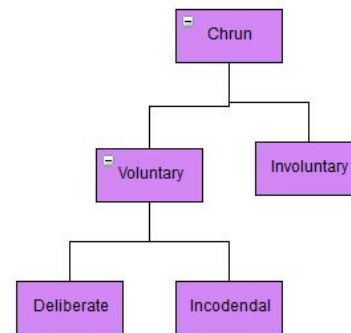 Chrun
Voluntary
Involuntary
Deliberate
Incodendal